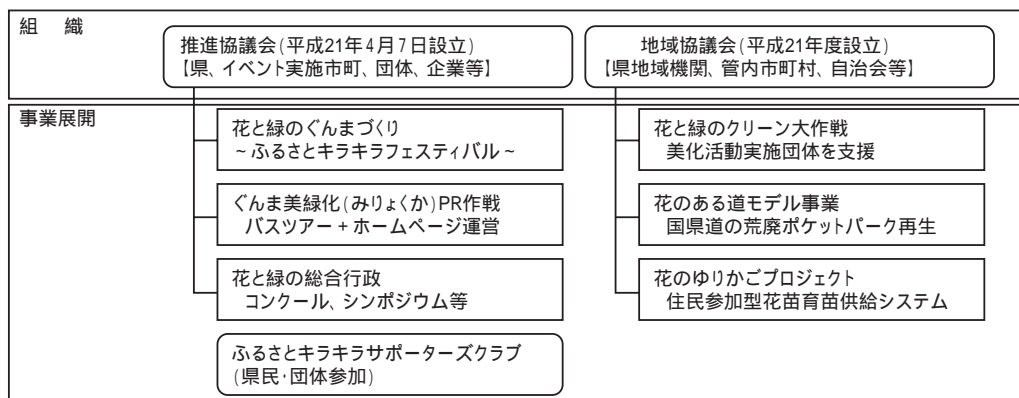 組　織
推進協議会(平成21年4月7日設立)
【県、イベント実施市町、団体、企業等】
地域協議会(平成21年度設立)
【県地域機関、管内市町村、自治会等】
事業展開
花と緑のぐんまづくり
~ふるさとキラキラフェスティバル~
ぐんま美緑化(みりょくか)PR作戦
バスツアー+ホームページ運営
花と緑の総合行政
コンクール、シンポジウム等
ふるさとキラキラサポーターズクラブ
(県民・団体参加)
花と緑のクリーン大作戦
美化活動実施団体を支援
花のある道モデル事業
国県道の荒廃ポケットパーク再生
花のゆりかごプロジェクト
住民参加型花苗育苗供給システム